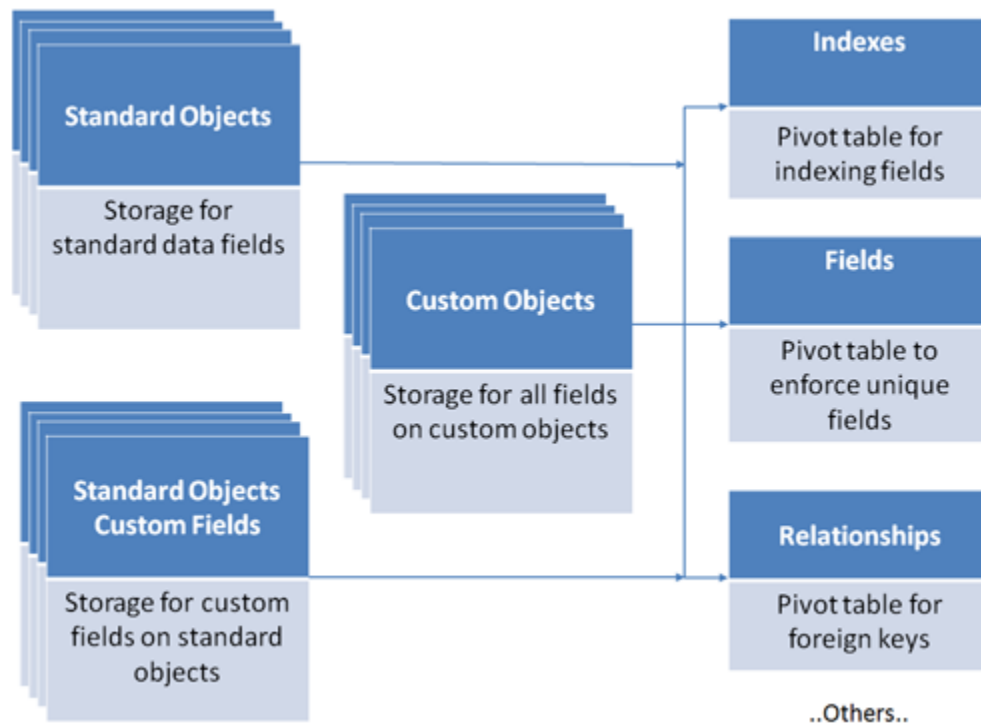 Standard Objects
Storage for
standard data fields
Custom Objects
Storage for all fields
on custom objects
Standard Objects
Custom Fields
Storage for custom
fields on standard
objects
Indexes
Pivot table for
indexing fields
Fields
Pivot table to
enforce unique
fields
Relationships
Pivot table for
foreign keys
..Others..